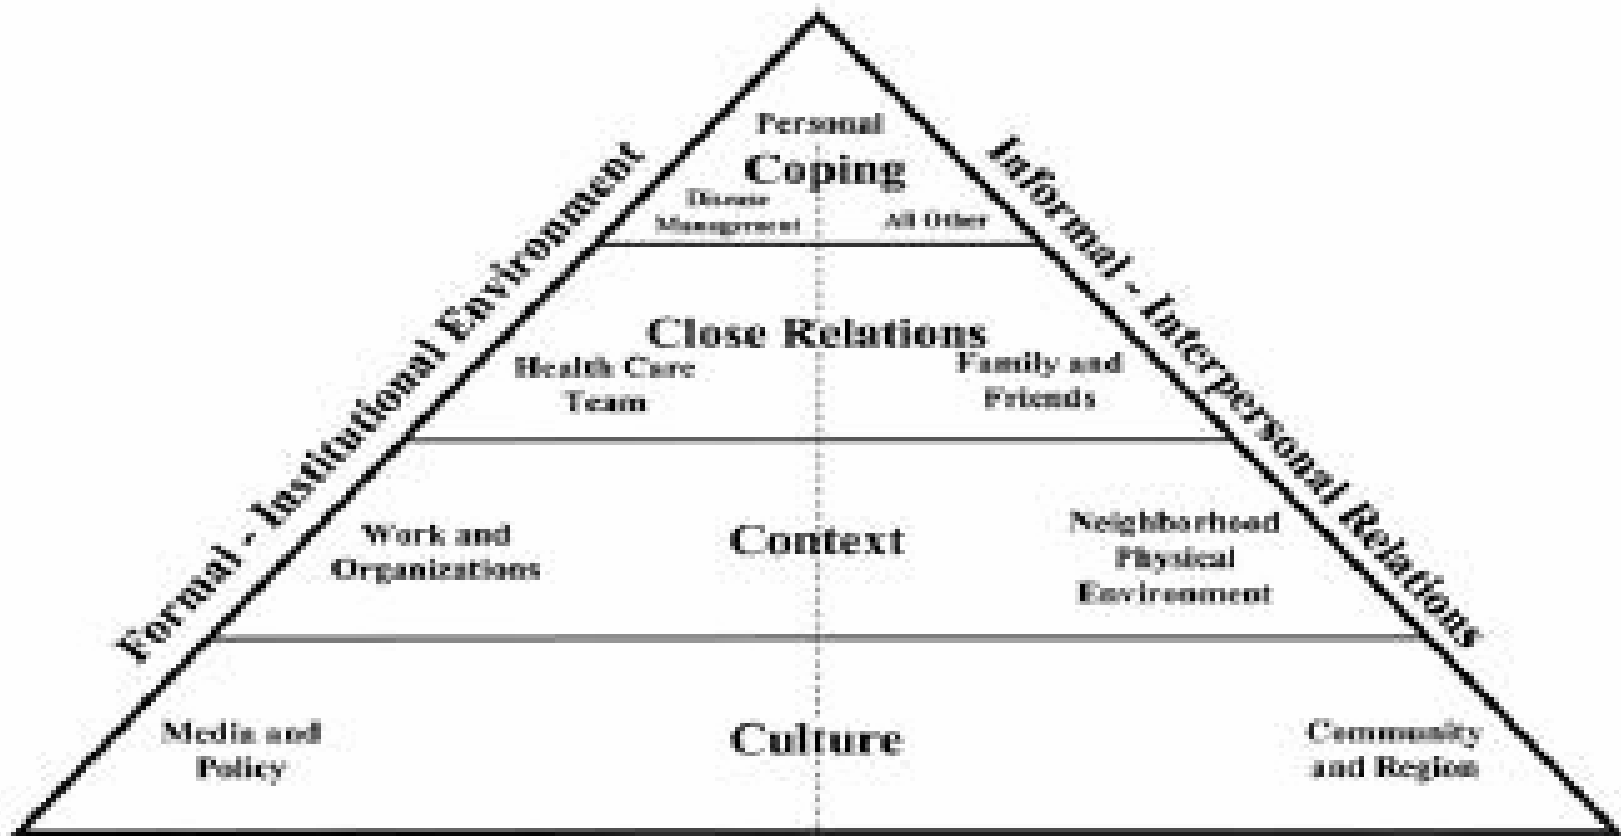 Formal - Institutional Environment
Informal - Interpersonal Relations
Personal
Coping
Disease
Management
All Other
Close Relations
Health Care
Team
Family and
Friends
Context
Work and
Organizations
Neighborhood
Physical
Environment
Culture
Media and
Policy
Community
and Region